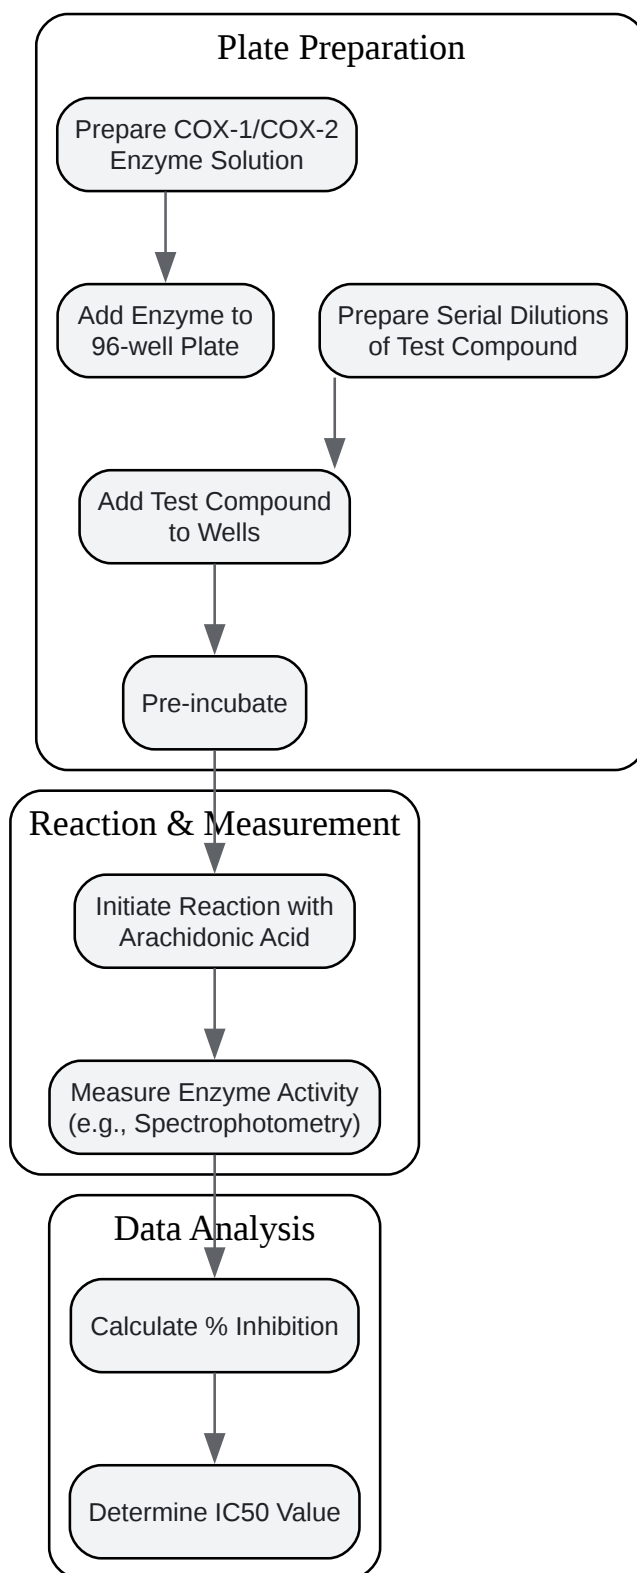 Plate Preparation
Prepare COX-1/COX-2
Enzyme Solution
Add Enzyme to
96-well Plate
Prepare Serial Dilutions
of Test Compound
Add Test Compound
to Wells
Pre-incubate
Reaction & Measurement
Initiate Reaction with
Arachidonic Acid
Measure Enzyme Activity
(e.g., Spectrophotometry)
Data Analysis
Calculate % Inhibition
Determine IC50 Value